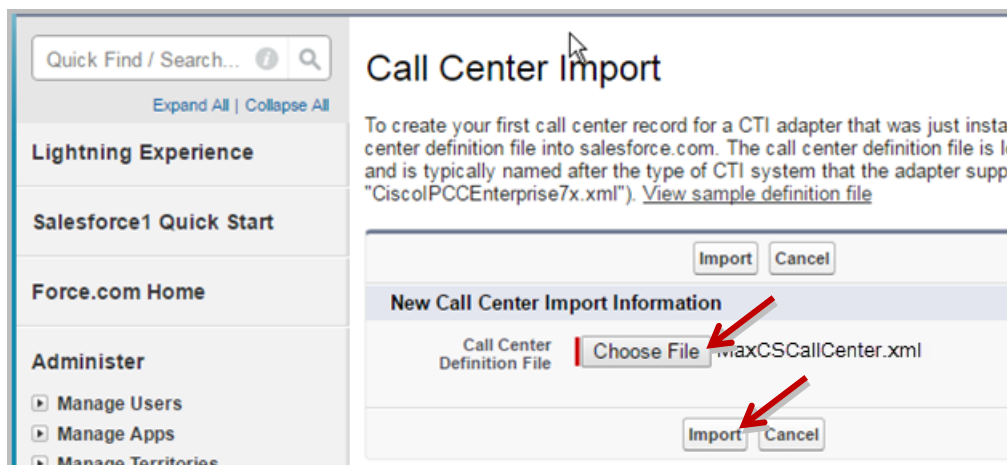 Quick Find / Search...
Expand All | Collapse All
Lightning Experience
Salesforce1 Quick Start
Force.com Home
Administer
Manage Users
Manage Apps
Manage Territories
Call Center Import
To create your first call center record for a CTI adapter that was just
center definition file into salesforce.com. The call center definition file is
and is typically named after the type of CTI system that the adapter
"CiscoIPCCEnterprise7x.xml"). View sample definition file
Import Cancel
New Call Center Import Information
Call Center
Definition File
Choose File MaxCSCallCenter.xml
Import Cancel